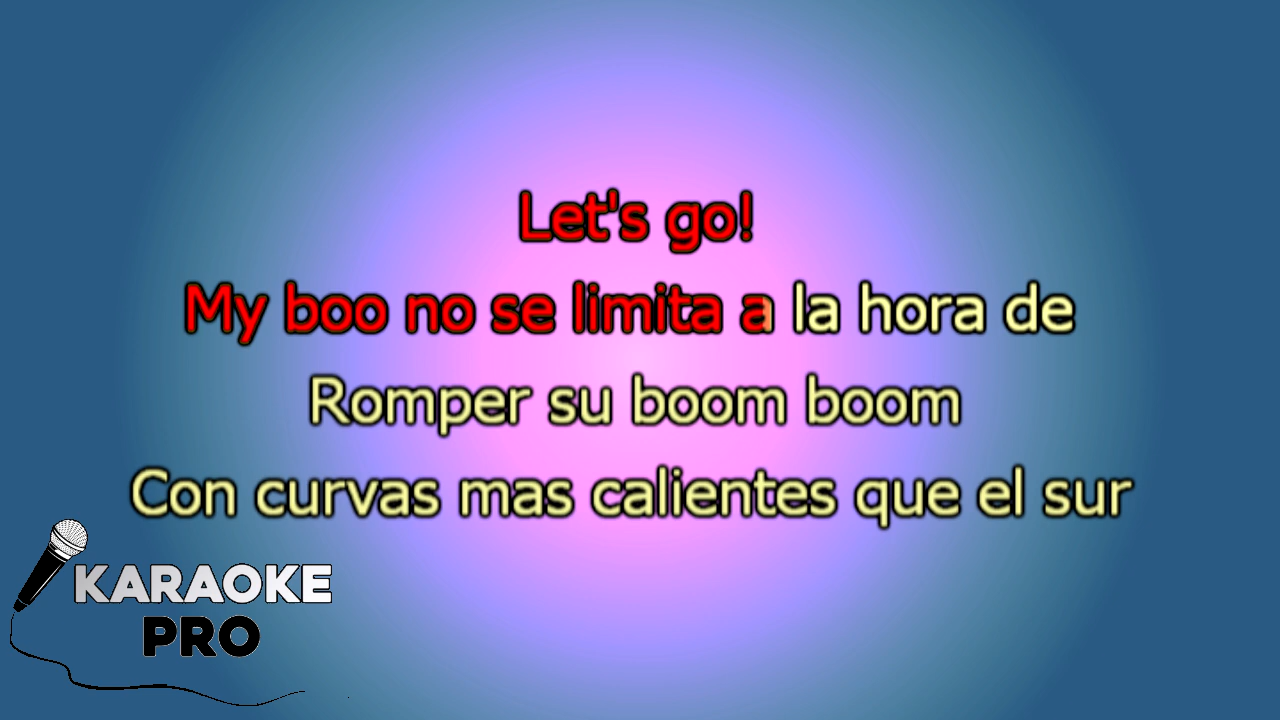 Let's go!
My boo no se limita a la hora de
Romper su boom boom
Con curvas mas calientes que el sur
KARAOKE
PRO